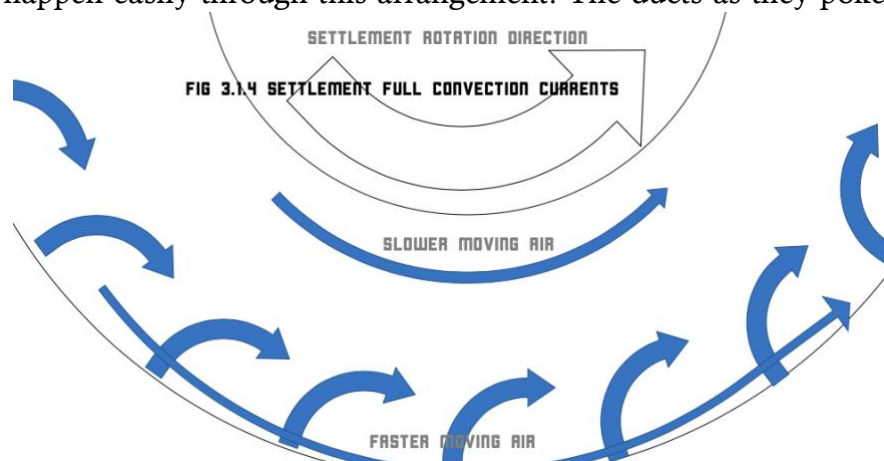 happen easily through this arrangement. The ducts as they poke
SETTLEMENT ROTATION DIRECTION
FIG 3.1.4 SETTLEMENT FULL CONVECTION CURRENTS
SLOWER MOVING AIR
FASTER MOVING AIR